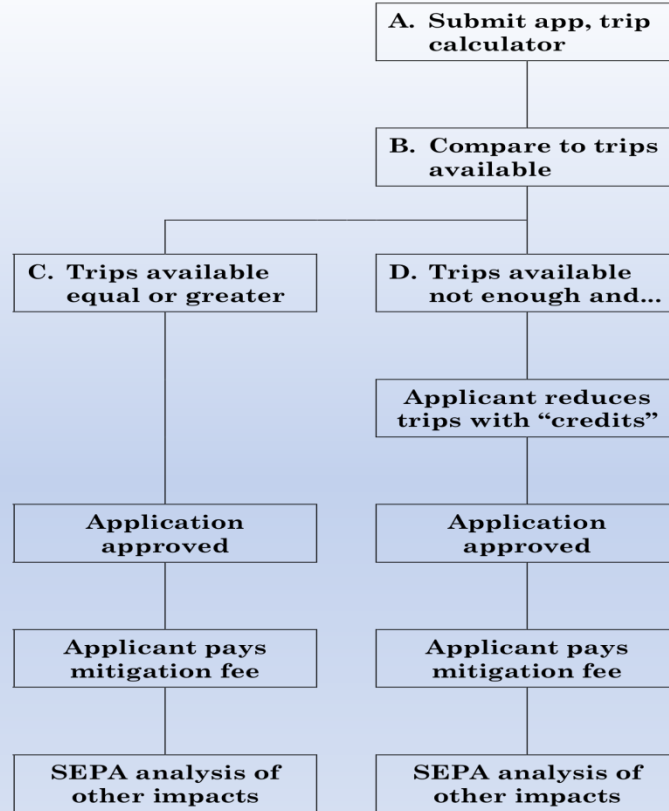 A. Submit app, trip
calculator
B. Compare to trips
available
C. Trips available
equal or greater
D. Trips available
not enough and...
Applicant reduces
trips with “credits”
Application
approved
Application
approved
Applicant pays
mitigation fee
Applicant pays
mitigation fee
SEPA analysis of
other impacts
SEPA analysis of
other impacts